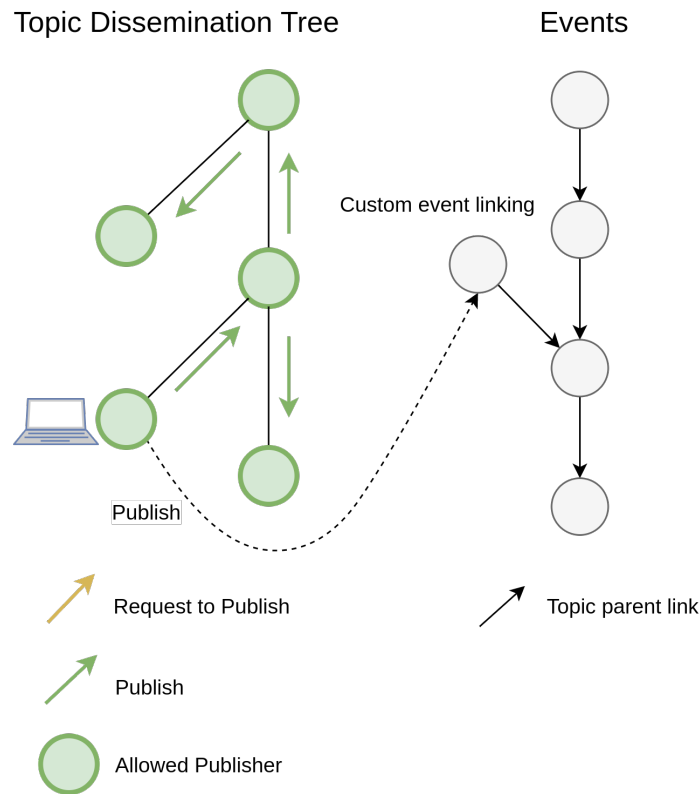 Topic Dissemination Tree
Events
Custom event linking
Publish
Request to Publish
Topic parent link
Publish
Allowed Publisher